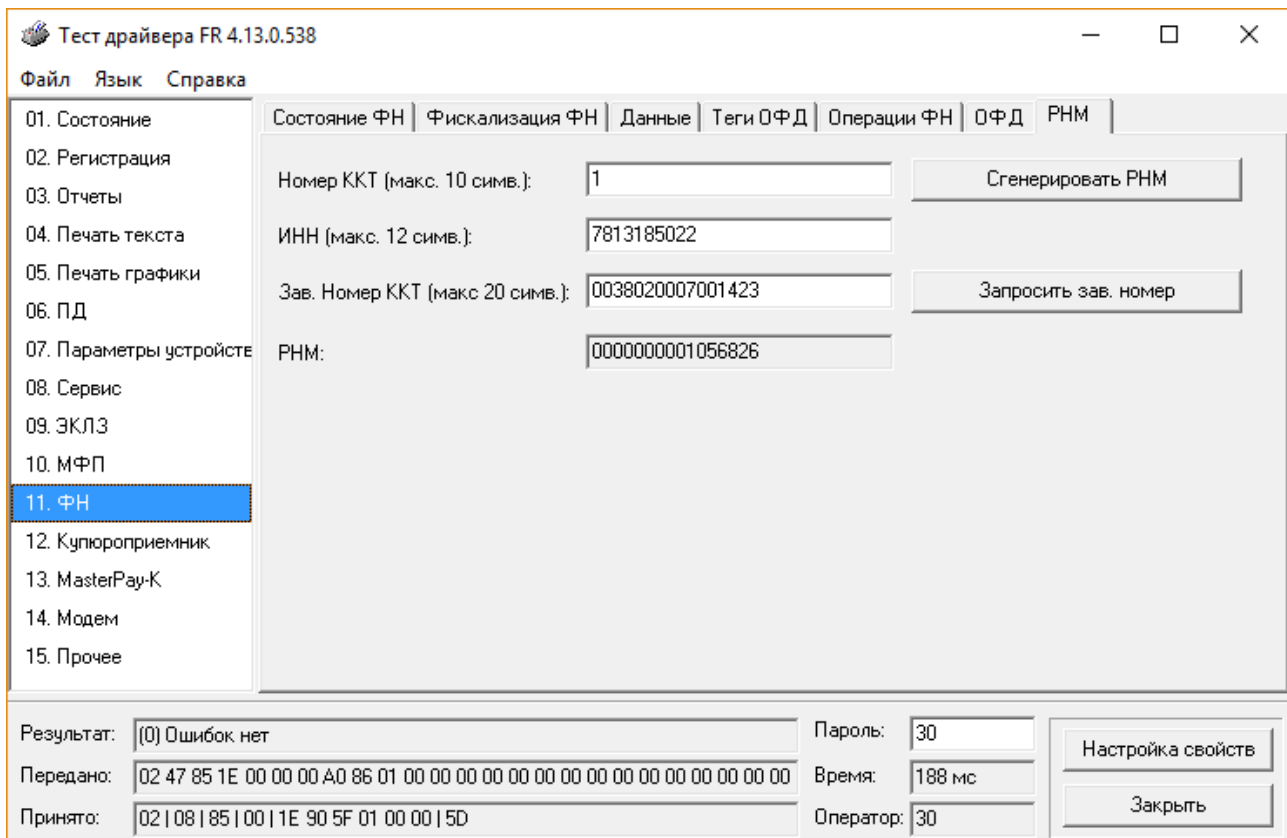 Тест драйвера FR 4.13.0.538
Файл Язык Справка
01. Состояние
02. Регистрация
03. Отчеты
04. Печать текста
05. Печать графики
06. ПД
07. Параметры устройств
08. Сервис
09. ЭКЛЗ
10. МФП
11. ФН
12. Купюроприемник
13. MasterPay-K
14. Модем
15. Прочее
Состояние ФН Фискализация ФН Данные Теги ОФД Операции ФН ОФД РНМ
Номер ККТ (макс. 10 симв.): 1 Сгенерировать РНМ
ИНН (макс. 12 симв.): 7813185022
Зав. Номер ККТ (макс 20 симв.): 0038020007001423 Запросить зав. номер
РНМ: 0000000001056826
Результат: (0) Ошибок нет Пароль: 30 Настройка свойств
Передано: 02 47 85 1E 00 00 00 A0 86 01 00 00 00 00 00 00 00 00 00 00 00 00 00 Время: 188 мс
Принято: 02 | 08 | 85 | 00 | 1E 90 5F 01 00 00 | 5D Оператор: 30 Закрыть